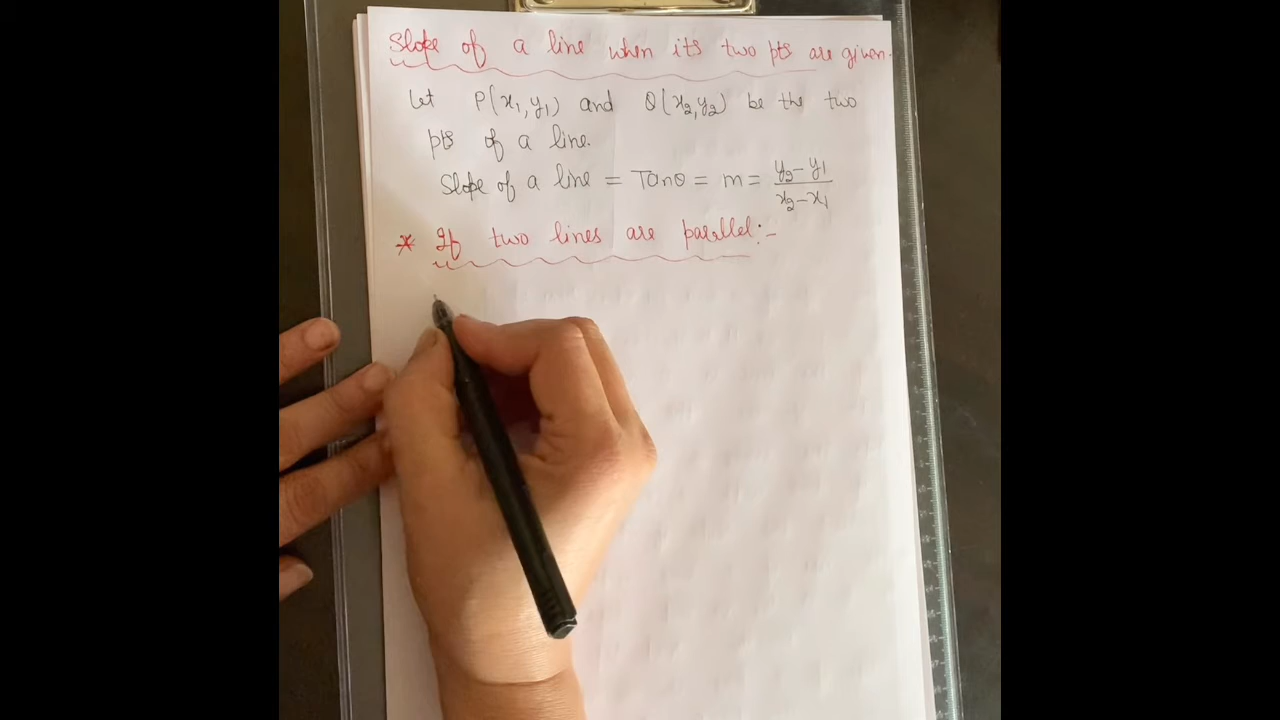 Slope of a line when its two pts are given.
Let P(x₁, y₁) and Q(x₂, y₂) be the two
pts of a line.
Slope of a line = Tanθ = m = (y₂ - y₁)/(x₂ - x₁)
* If two lines are parallel:-